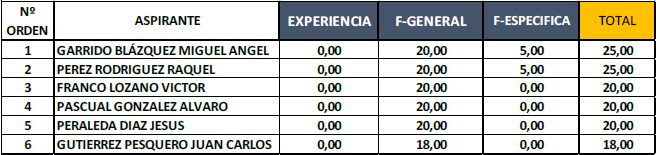 Nº ORDEN ASPIRANTE EXPERIENCIA F-GENERAL F-ESPECIFICA TOTAL
1 GARRIDO BLÁZQUEZ MIGUEL ANGEL 0,00 20,00 5,00 25,00
2 PEREZ RODRIGUEZ RAQUEL 0,00 20,00 5,00 25,00
3 FRANCO LOZANO VICTOR 0,00 20,00 0,00 20,00
4 PASCUAL GONZALEZ ALVARO 0,00 20,00 0,00 20,00
5 PERALEDA DIAZ JESUS 0,00 20,00 0,00 20,00
6 GUTIERREZ PESQUERO JUAN CARLOS 0,00 18,00 0,00 18,00